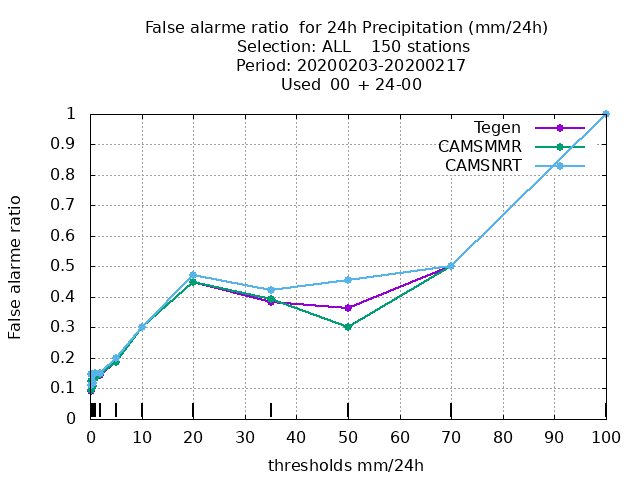 False alarme ratio  for 24h Precipitation (mm/24h)
Selection: ALL    150 stations
Period: 20200203-20200217
Used  00 + 24-00
Tegen
CAMSMMR
CAMSNRT
1
0.9
0.8
0.7
0.6
0.5
0.4
0.3
0.2
0.1
0
False alarme ratio
0 10 20 30 40 50 60 70 80 90 100
thresholds mm/24h